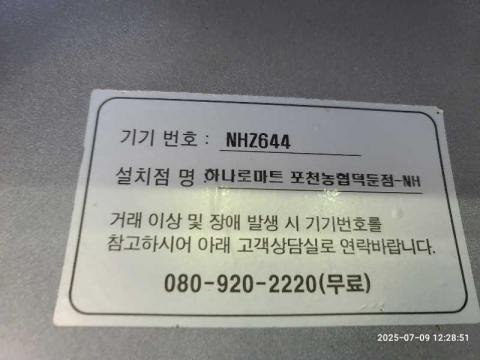 기기 번호 : NHZ644
설치점 명 하나로마트 포천농협덕둔점-NH
거래 이상 및 장애 발생 시 기기번호를
참고하시어 아래 고객상담실로 연락바랍니다.
080-920-2220(무료)
2025-07-09 12:28:51